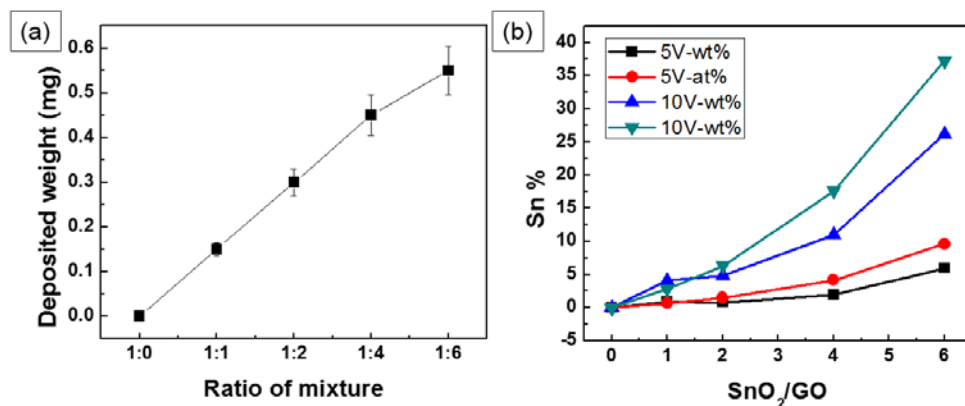 (a)
Deposited weight (mg)
0.6
0.5
0.4
0.3
0.2
0.1
0.0
1:0 1:1 1:2 1:4 1:6
Ratio of mixture
(b)
5V-wt%
5V-at%
10V-wt%
10V-wt%
Sn %
40
35
30
25
20
15
10
5
0
-5
0 1 2 3 4 5 6
SnO₂/GO